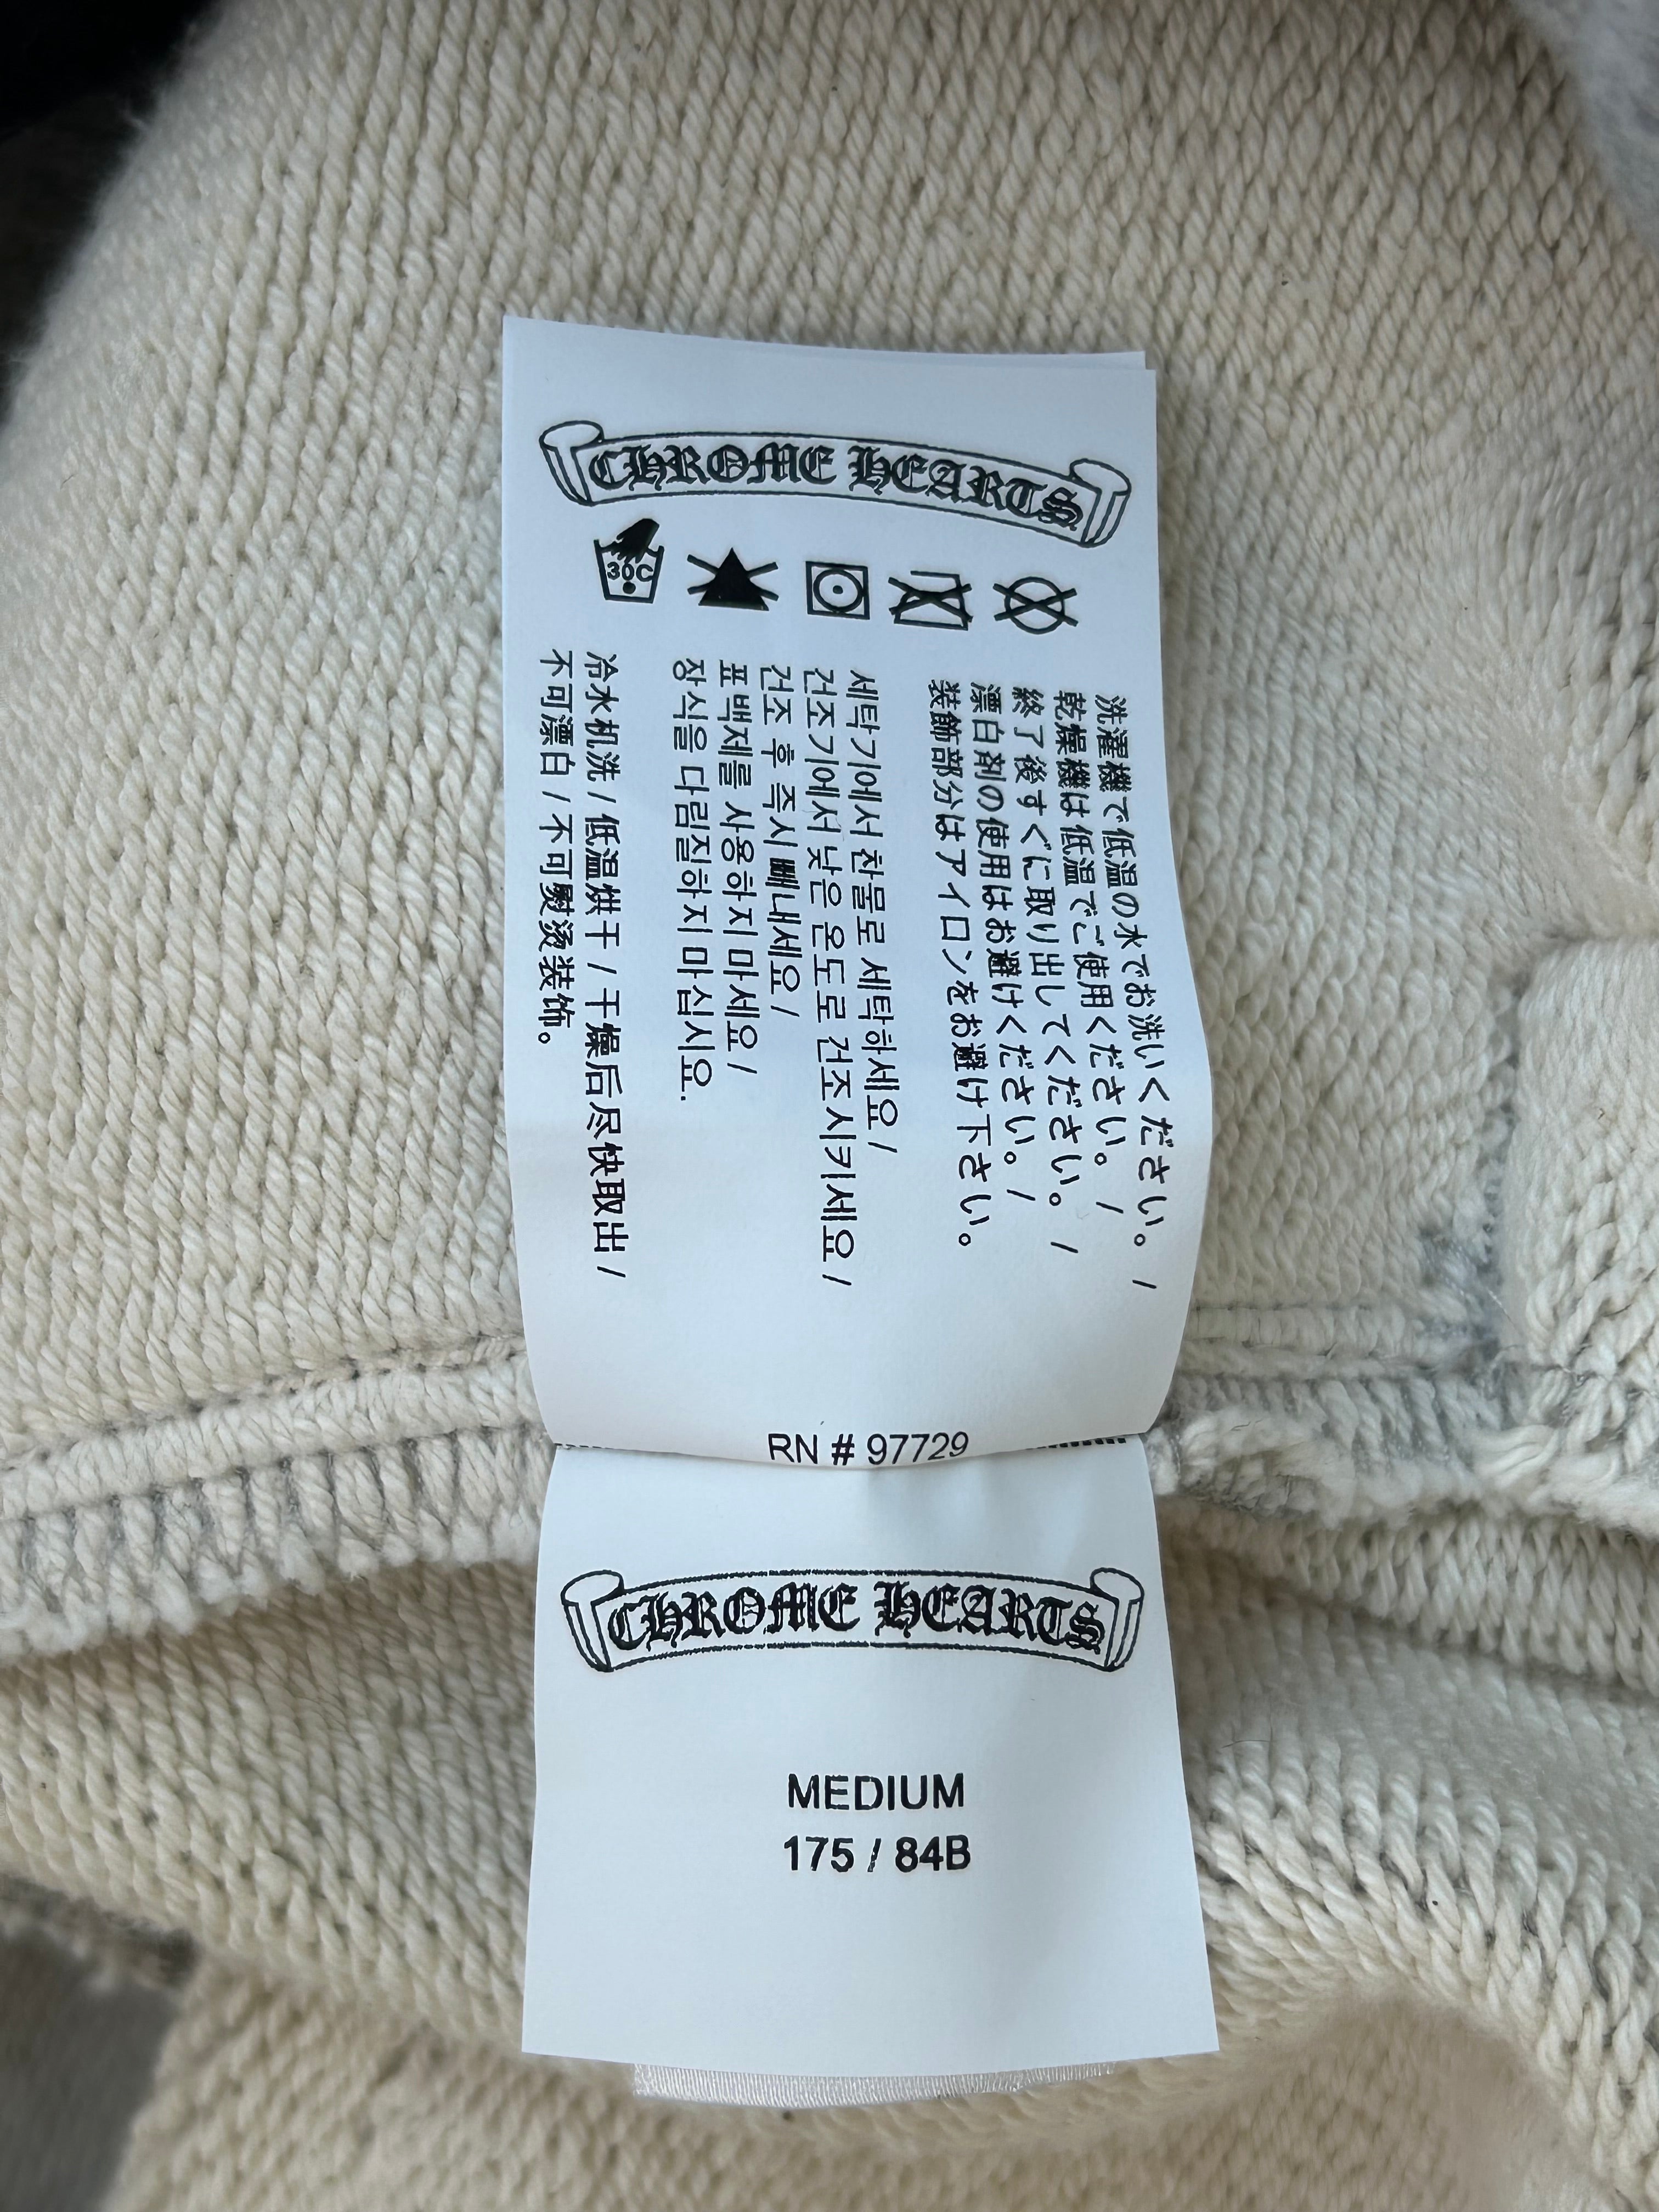 CHROME HEARTS
30C
洗濯機で低温の水でお洗いください。 /
乾燥機は低温でご使用ください。 /
終了後すぐに取り出してください。 /
漂白剤の使用はお避けください。 /
装飾部分はアイロンをお避け下さい。
세탁기에서 찬물로 세탁하세요 /
건조기에서 낮은 온도로 건조시키세요 /
건조 후 즉시 빼내세요 /
표백제를 사용하지 마세요 /
장식을 다림질하지 마십시요.
冷水机洗 / 低温烘干 / 干燥后尽快取出 /
不可漂白 / 不可熨烫装饰。
RN # 97729
CHROME HEARTS
MEDIUM
175 / 84B